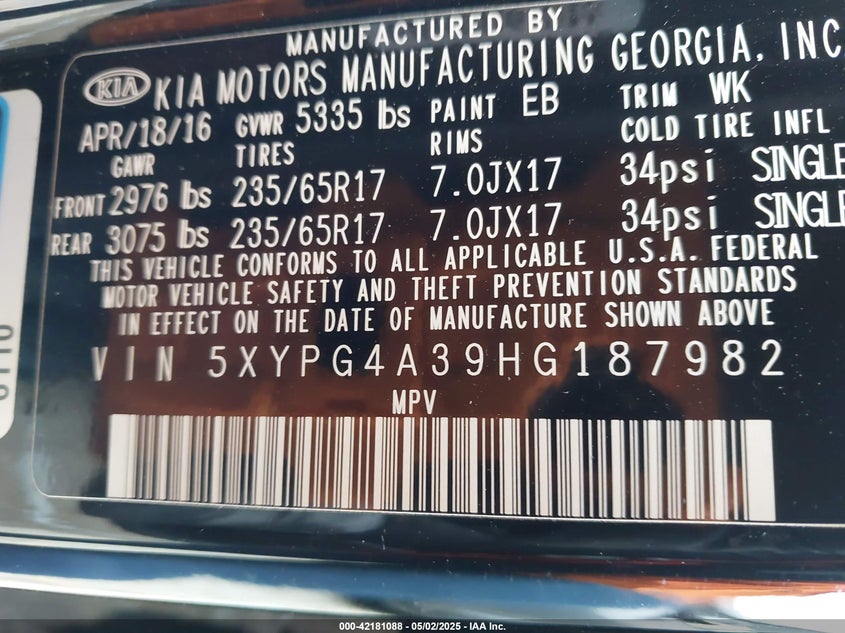 MANUFACTURED BY
KIA KIA MOTORS MANUFACTURING GEORGIA, INC
APR/18/16 GVWR 5335 lbs PAINT EB TRIM WK
GAWR TIRES RIMS COLD TIRE INFL
FRONT 2976 lbs 235/65R17 7.0JX17 34psi SINGLE
REAR 3075 lbs 235/65R17 7.0JX17 34psi SINGLE
THIS VEHICLE CONFORMS TO ALL APPLICABLE U.S.A. FEDERAL
MOTOR VEHICLE SAFETY AND THEFT PREVENTION STANDARDS
IN EFFECT ON THE DATE OF MANUFACTURE SHOWN ABOVE
VIN 5XYPG4A39HG187982
MPV
000-42181088 - 05/02/2025 - IAA Inc.